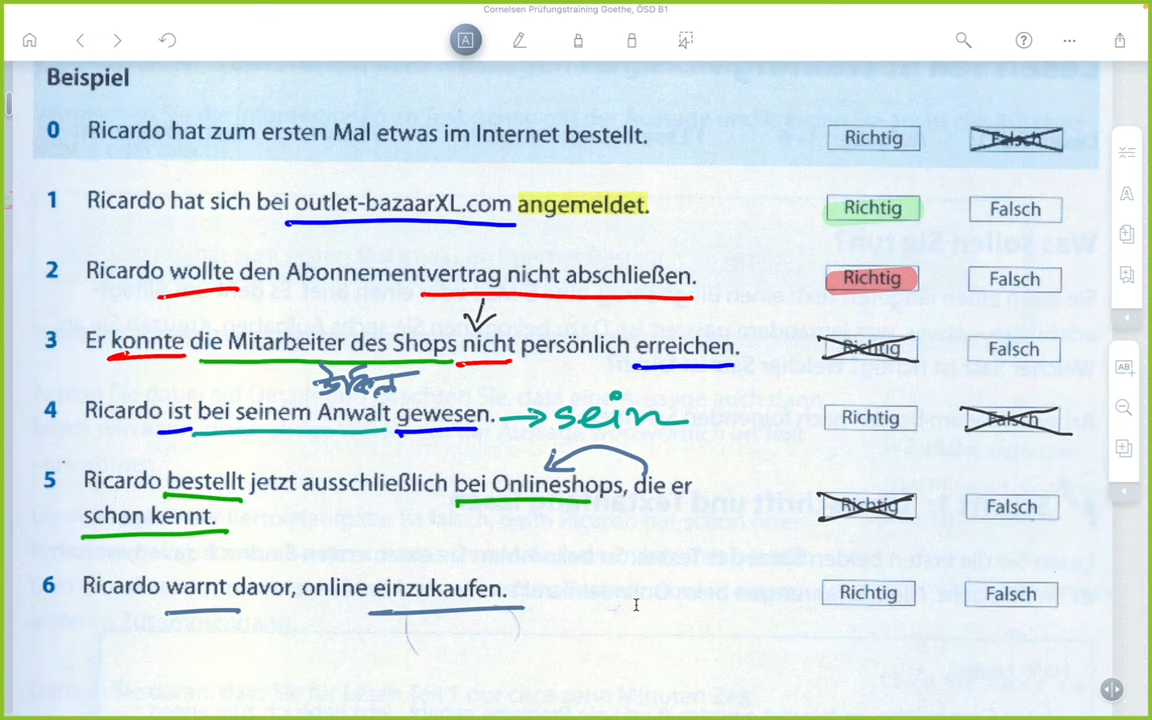 Cornelsen Prüfungstraining Goethe, ÖSD B1
Beispiel
0 Ricardo hat zum ersten Mal etwas im Internet bestellt. Richtig Falsch
1 Ricardo hat sich bei outlet-bazaarXL.com angemeldet. Richtig Falsch
2 Ricardo wollte den Abonnementvertrag nicht abschließen. Richtig Falsch
3 Er konnte die Mitarbeiter des Shops nicht persönlich erreichen. Richtig Falsch
উকিল
4 Ricardo ist bei seinem Anwalt gewesen. → sein Richtig Falsch
5 Ricardo bestellt jetzt ausschließlich bei Onlineshops, die er
schon kennt. Richtig Falsch
6 Ricardo warnt davor, online einzukaufen. Richtig Falsch